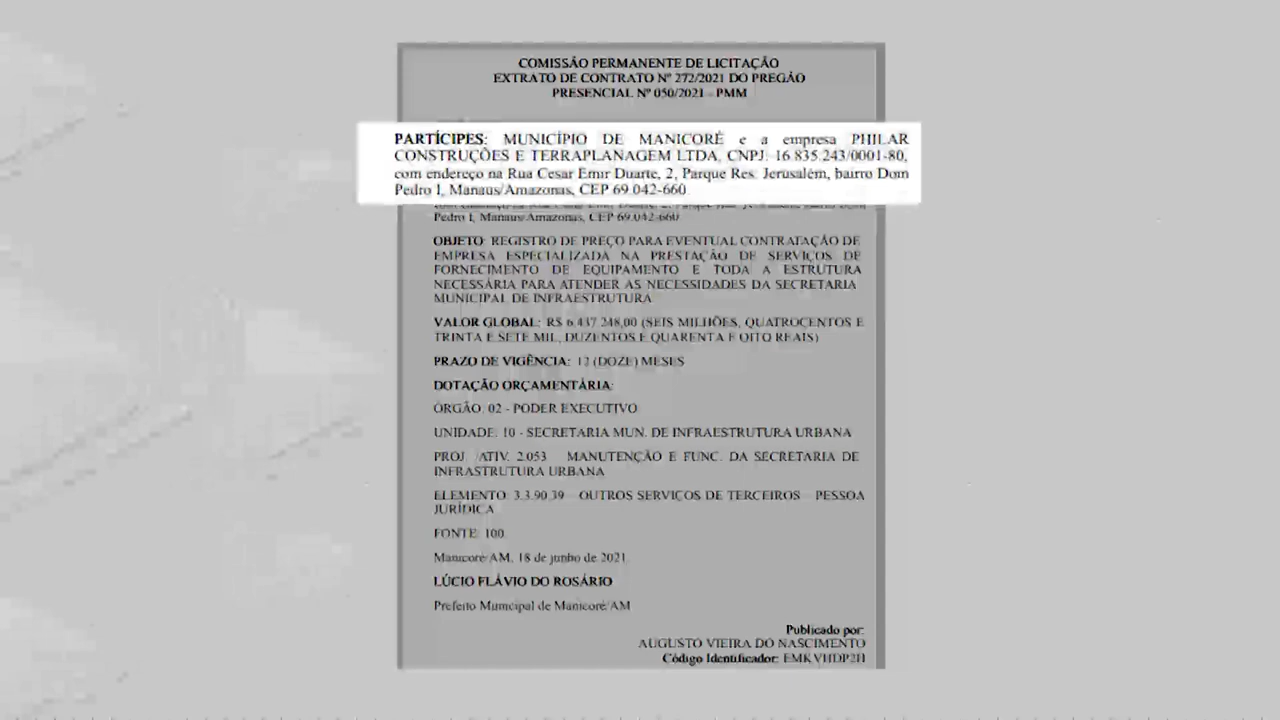 COMISSÃO PERMANENTE DE LICITAÇÃO
EXTRATO DE CONTRATO Nº 272/2021 DO PREGÃO
PRESENCIAL Nº 050/2021 - PMM
PARTÍCIPES: MUNICÍPIO DE MANICORÉ e a empresa PHILAR
CONSTRUÇÕES E TERRAPLANAGEM LTDA, CNPJ: 16.835.243/0001-80,
com endereço na Rua Cesar Emir Duarte, 2, Parque Res. Jerusalém, bairro Dom
Pedro I, Manaus/Amazonas, CEP 69.042-660
Pedro I, Manaus/Amazonas, CEP 69.042-660
OBJETO: REGISTRO DE PREÇO PARA EVENTUAL CONTRATAÇÃO DE
EMPRESA ESPECIALIZADA NA PRESTAÇÃO DE SERVIÇOS DE
FORNECIMENTO DE EQUIPAMENTO E TODA A ESTRUTURA
NECESSÁRIA PARA ATENDER AS NECESSIDADES DA SECRETARIA
MUNICIPAL DE INFRAESTRUTURA
VALOR GLOBAL: R$ 6.437.248,00 (SEIS MILHÕES, QUATROCENTOS E
TRINTA E SETE MIL, DUZENTOS E QUARENTA E OITO REAIS)
PRAZO DE VIGÊNCIA: 12 (DOZE) MESES
DOTAÇÃO ORÇAMENTÁRIA:
ÓRGÃO: 02 - PODER EXECUTIVO
UNIDADE: 10 - SECRETARIA MUN. DE INFRAESTRUTURA URBANA
PROJ. /ATIV. 2.053 MANUTENÇÃO E FUNC. DA SECRETARIA DE
INFRASTRUTURA URBANA
ELEMENTO: 3.3.90.39 – OUTROS SERVIÇOS DE TERCEIROS – PESSOA
JURÍDICA
FONTE: 100
Manicoré/AM, 18 de junho de 2021
LÚCIO FLÁVIO DO ROSÁRIO
Prefeito Municipal de Manicoré/AM
Publicado por:
AUGUSTO VIEIRA DO NASCIMENTO
Código Identificador: EMKVHDP2H